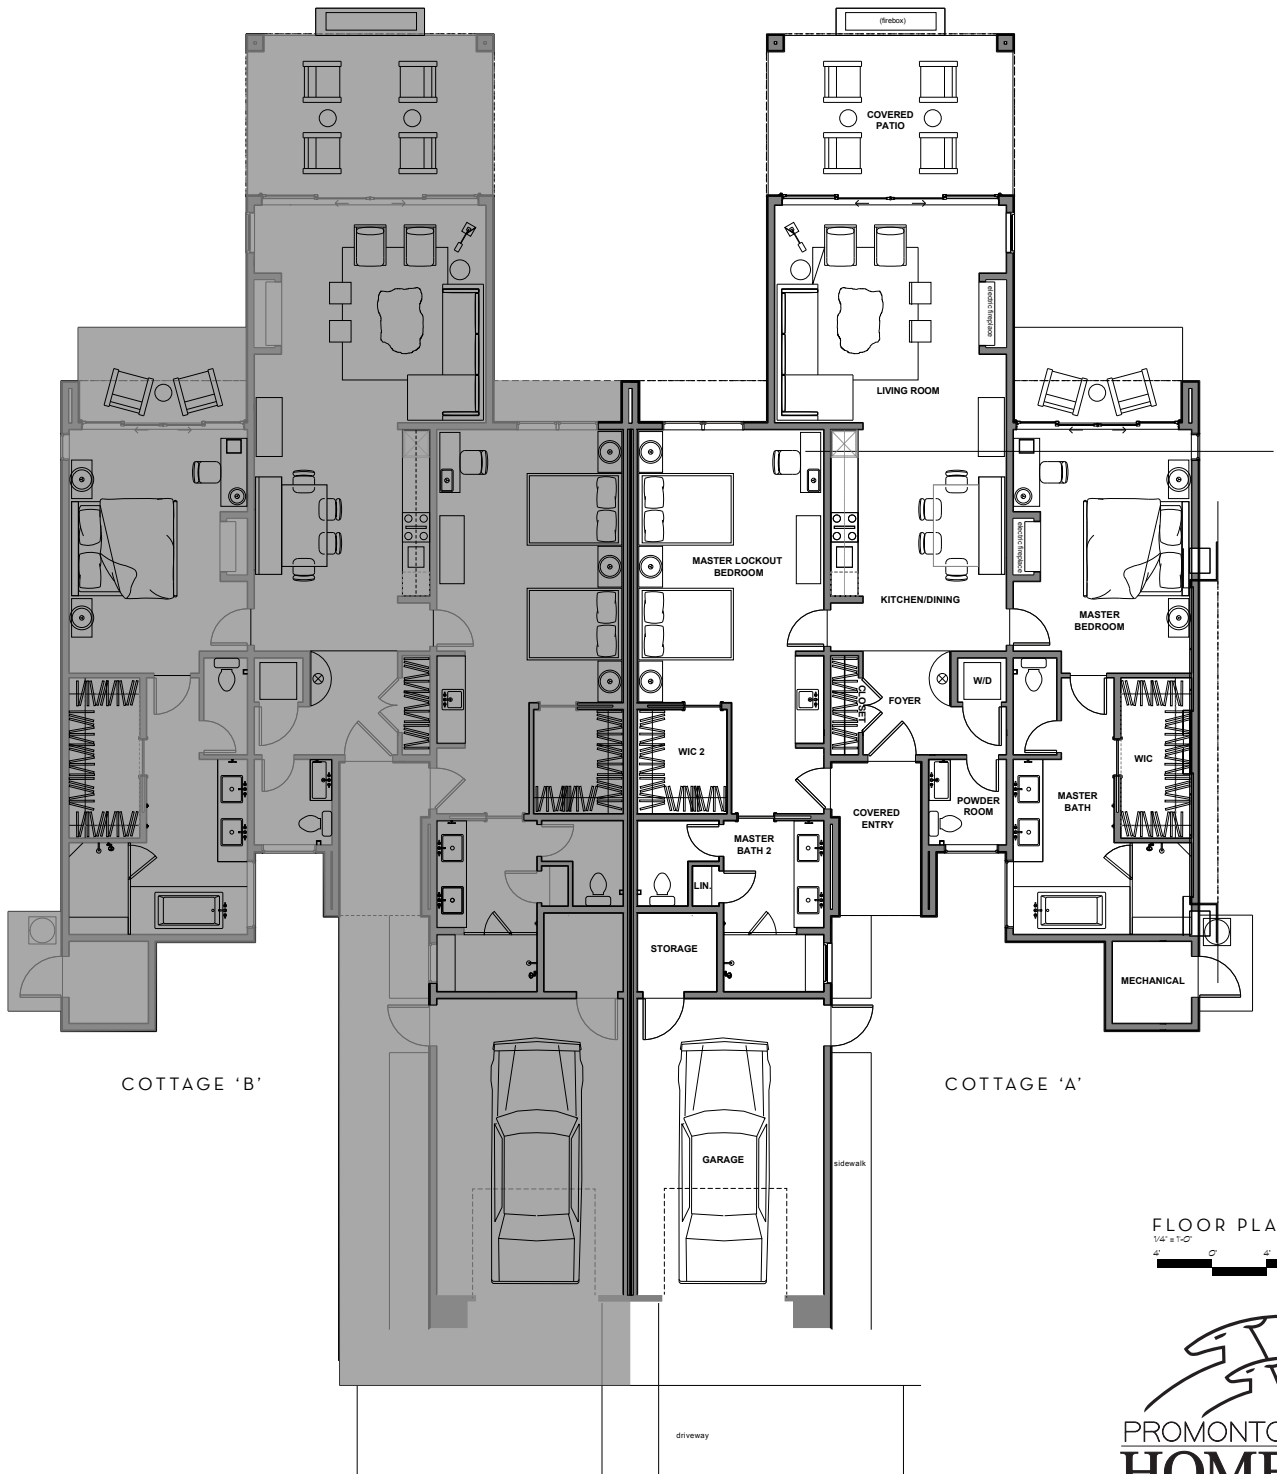 (firebox)
COVERED
PATIO
electric fireplace
LIVING ROOM
MASTER LOCKOUT
BEDROOM
electric fireplace
KITCHEN/DINING
MASTER
BEDROOM
CLOSET
FOYER
W/D
WIC 2
WIC
MASTER
BATH
POWDER
ROOM
COVERED
ENTRY
MASTER
BATH 2
LIN.
STORAGE
MECHANICAL
COTTAGE ‘B’
COTTAGE ‘A’
GARAGE
sidewalk
FLOOR PLA
1/4" = 1'-0"
4' 0' 4'
driveway
PROMONTO
HOME